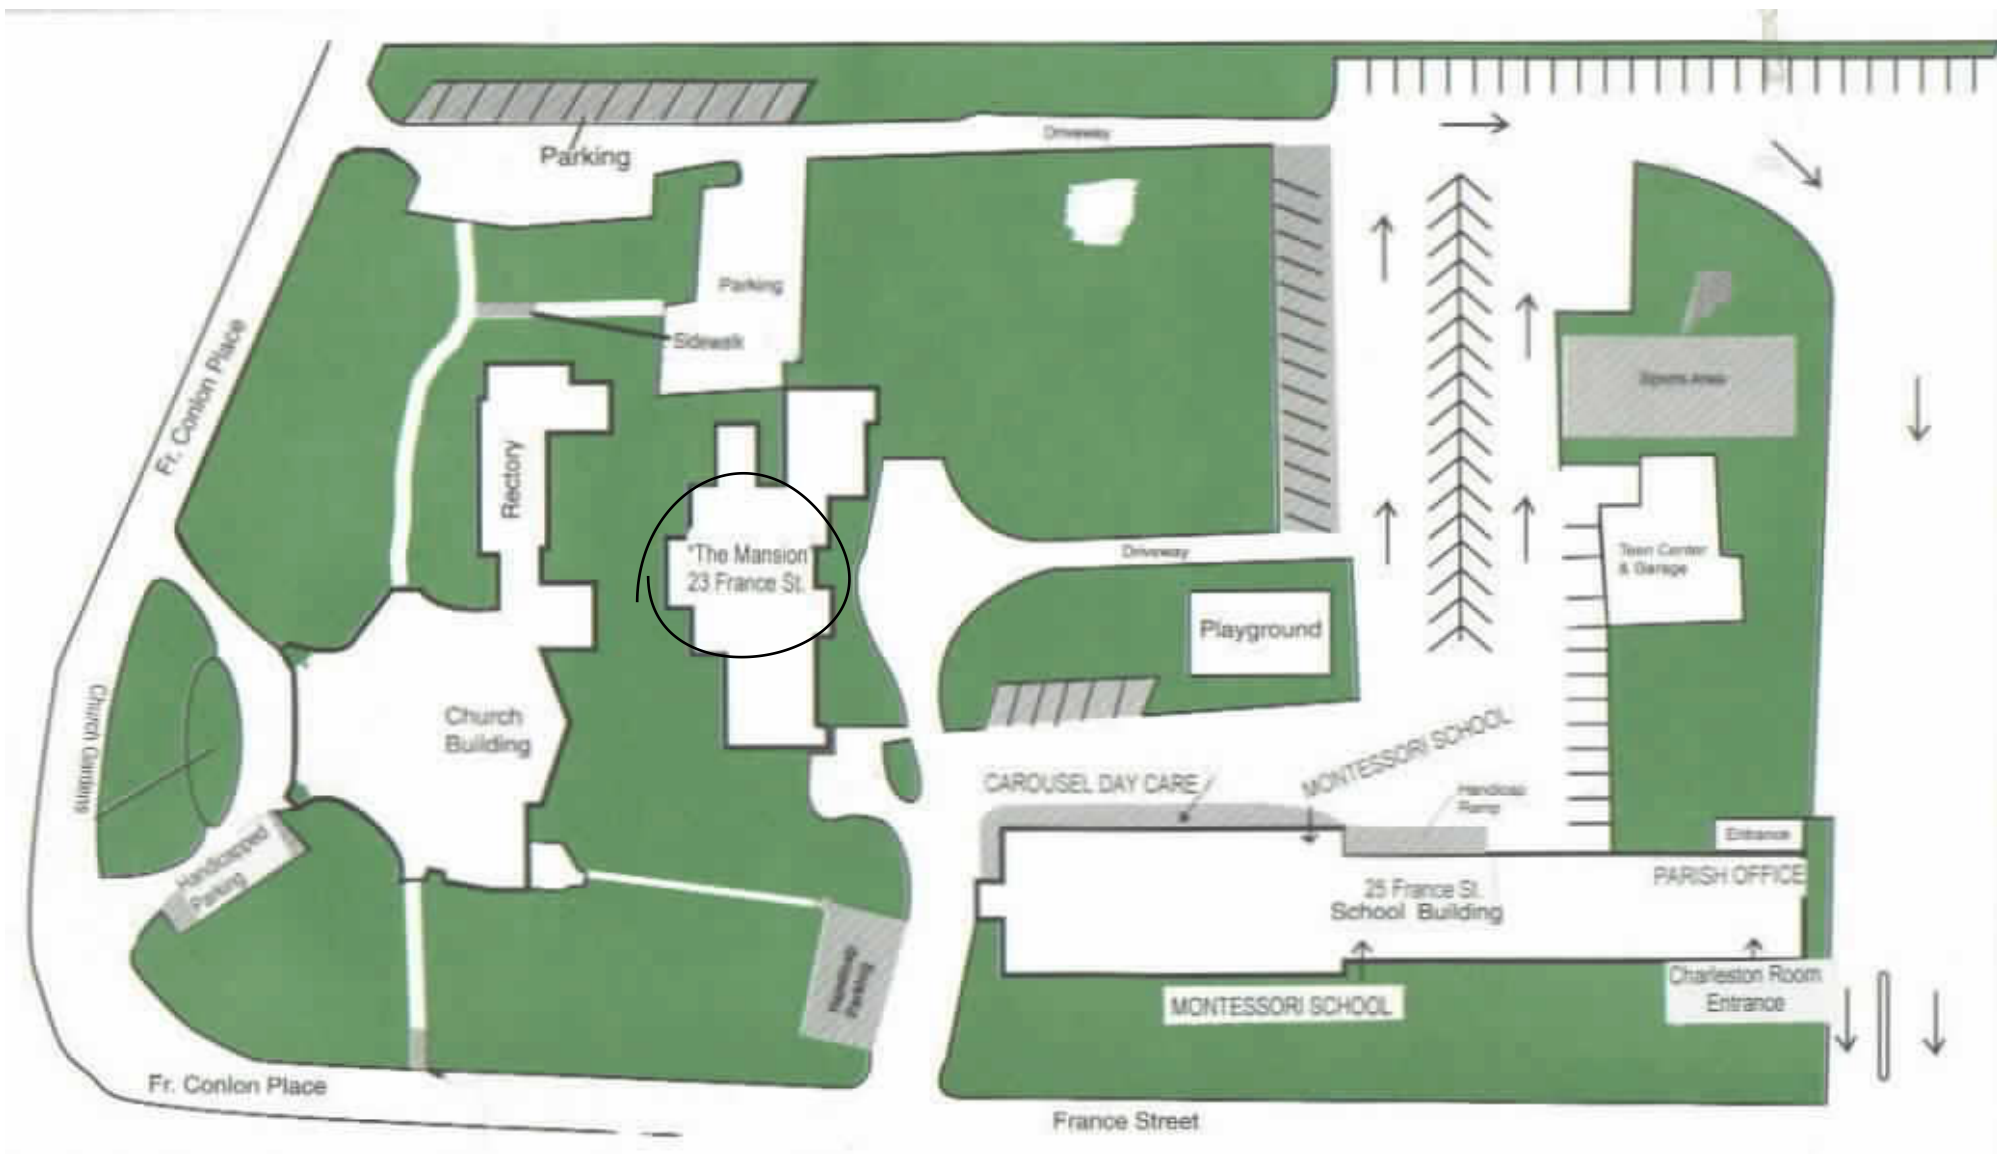 Driveway
Parking
Parking
Sidewalk
Fr. Conlon Place
Rectory
Sports Area
"The Mansion
23 France St.
Driveway
Teen Center
& Garage
Playground
Church Gardens
Church
Building
MONTESSORI SCHOOL
CAROUSEL DAY CARE
Handicap
Ramp
Entrance
Handicapped
Parking
PARISH OFFICE
25 France St.
School Building
Charleston Room
Entrance
MONTESSORI SCHOOL
Fr. Conlon Place
France Street